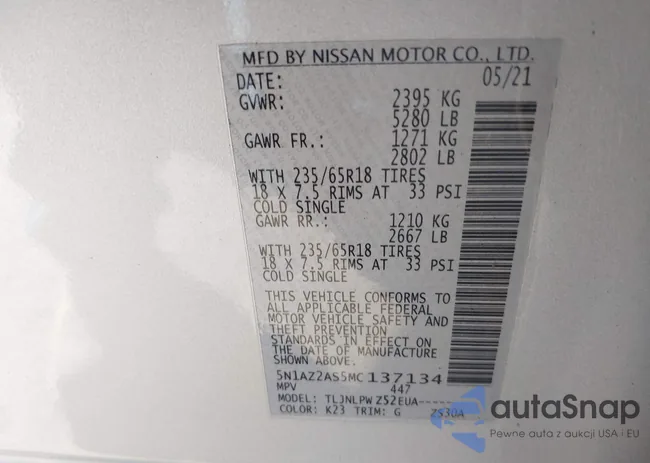 MFD BY NISSAN MOTOR CO., LTD.
DATE: 05/21
GVWR: 2395 KG
5280 LB
GAWR FR.: 1271 KG
2802 LB
WITH 235/65R18 TIRES
18 X 7.5 RIMS AT 33 PSI
COLD SINGLE
GAWR RR.: 1210 KG
2667 LB
WITH 235/65R18 TIRES
18 X 7.5 RIMS AT 33 PSI
COLD SINGLE
THIS VEHICLE CONFORMS TO
ALL APPLICABLE FEDERAL
MOTOR VEHICLE SAFETY AND
THEFT PREVENTION
STANDARDS IN EFFECT ON
THE DATE OF MANUFACTURE
SHOWN ABOVE.
5N1AZ2AS5MC137134
MPV 447
MODEL: TLJNLPW Z52EUA-----
COLOR: K23 TRIM: G Z530A
autoSnap
Pewne auto z aukcji USA i EU